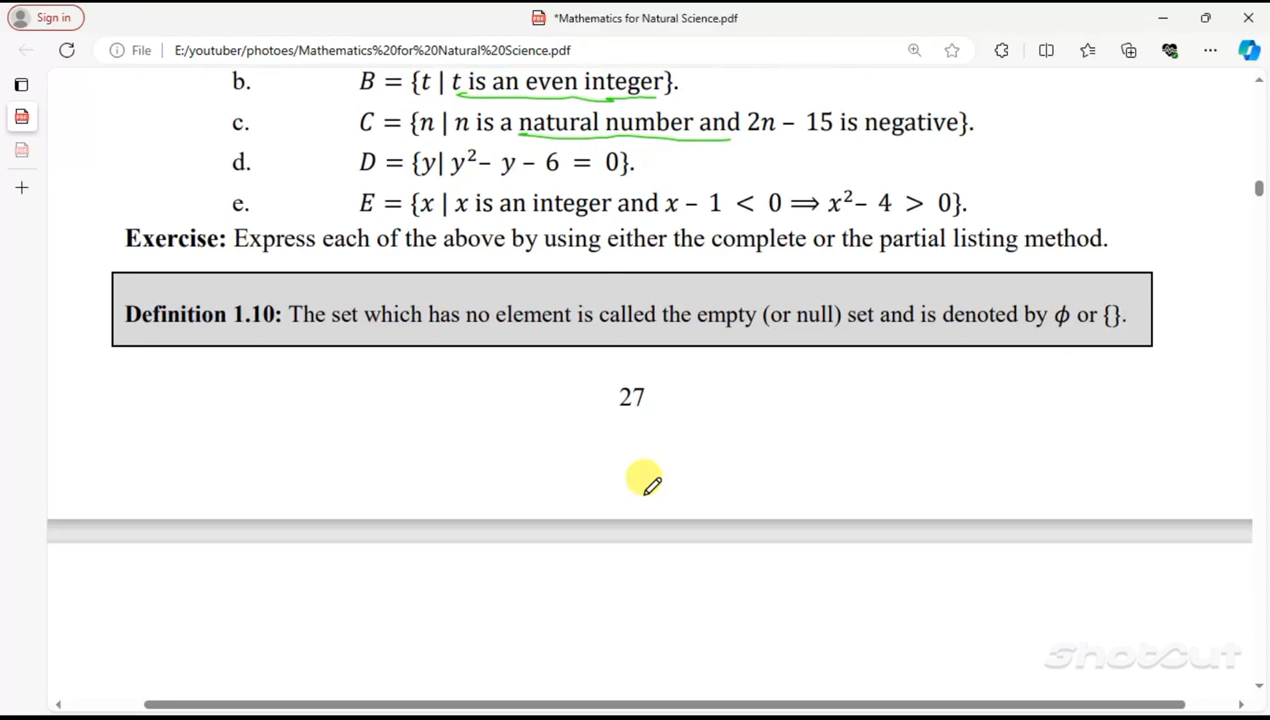 Sign in
*Mathematics for Natural Science.pdf
File E:/youtuber/photoes/Mathematics%20for%20Natural%20Science.pdf
b. B = {t | t is an even integer}.
c. C = {n | n is a natural number and 2n – 15 is negative}.
d. D = {y| y²– y – 6 = 0}.
e. E = {x | x is an integer and x – 1 < 0 ⟹ x²– 4 > 0}.
Exercise: Express each of the above by using either the complete or the partial listing method.
Definition 1.10: The set which has no element is called the empty (or null) set and is denoted by ϕ or {}.
27
Shotcut